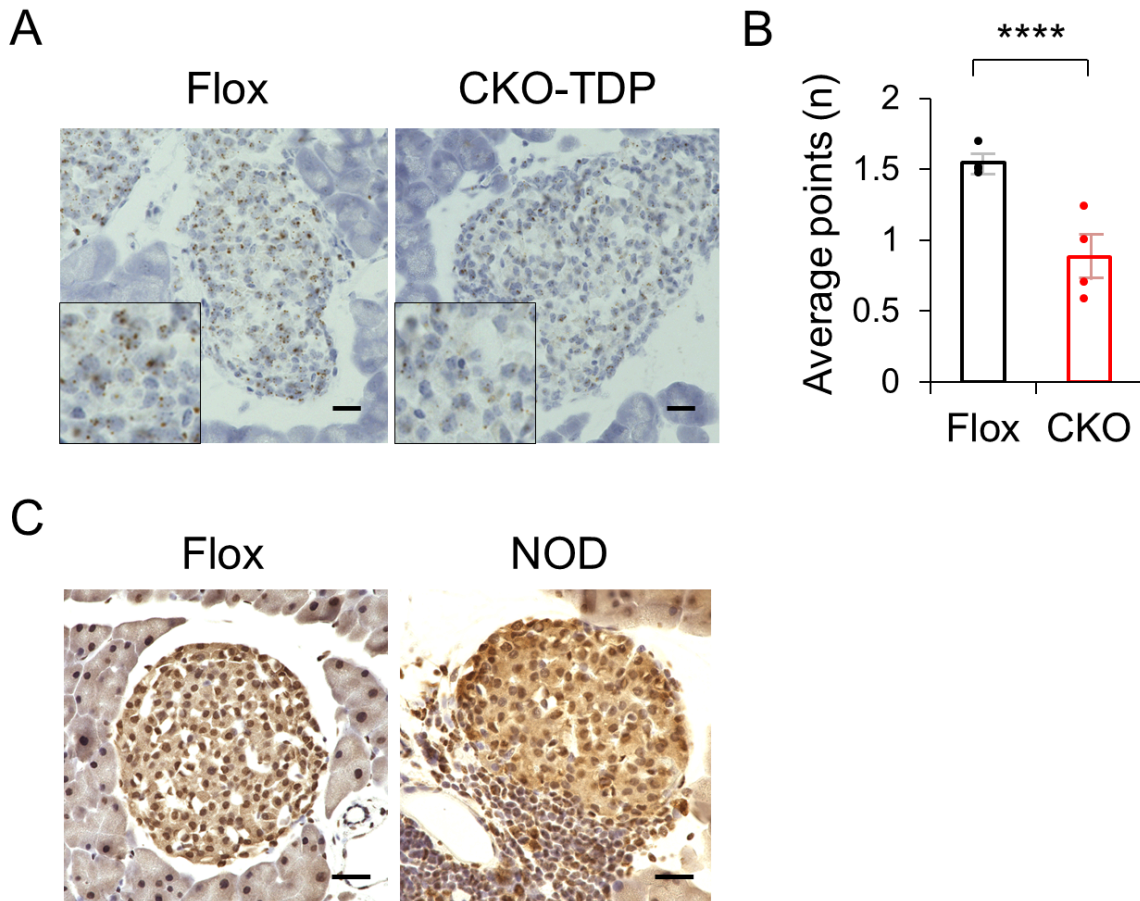 A
Flox CKO-TDP
B
****
Average points (n)
2
1.5
1
0.5
0
Flox CKO
C
Flox NOD